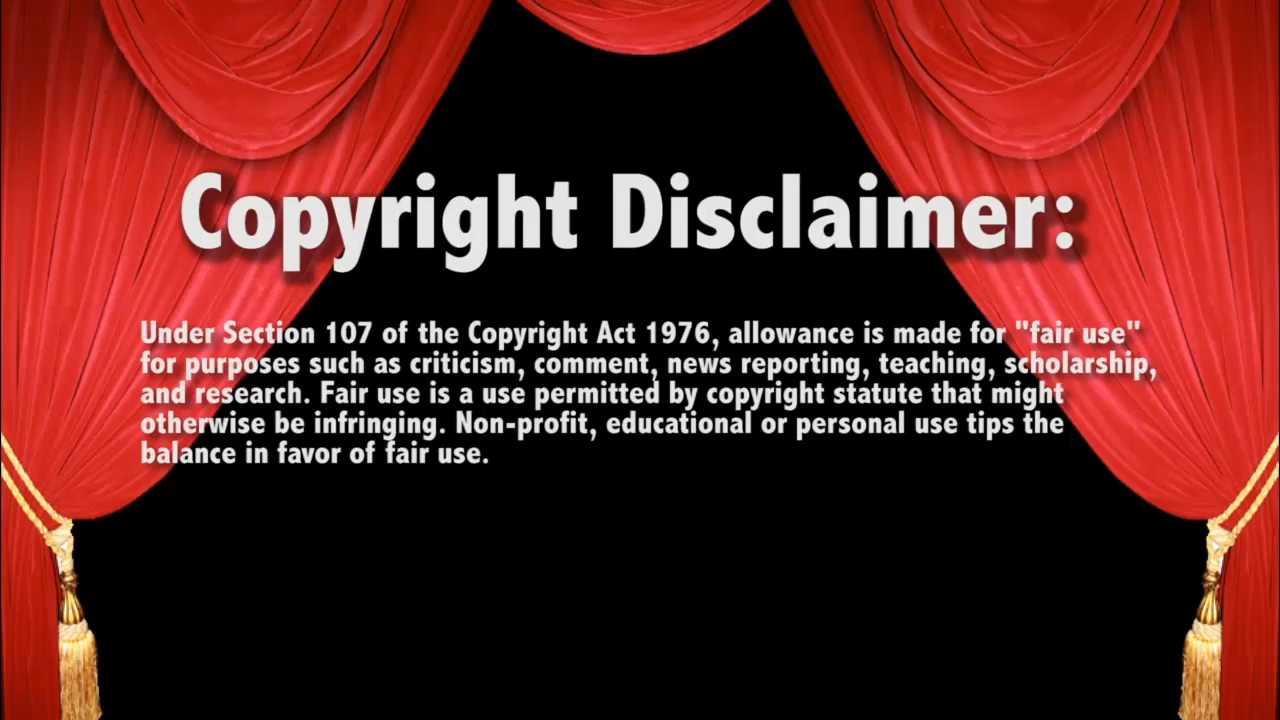 Copyright Disclaimer:
Under Section 107 of the Copyright Act 1976, allowance is made for "fair use"
for purposes such as criticism, comment, news reporting, teaching, scholarship,
and research. Fair use is a use permitted by copyright statute that might
otherwise be infringing. Non-profit, educational or personal use tips the
balance in favor of fair use.